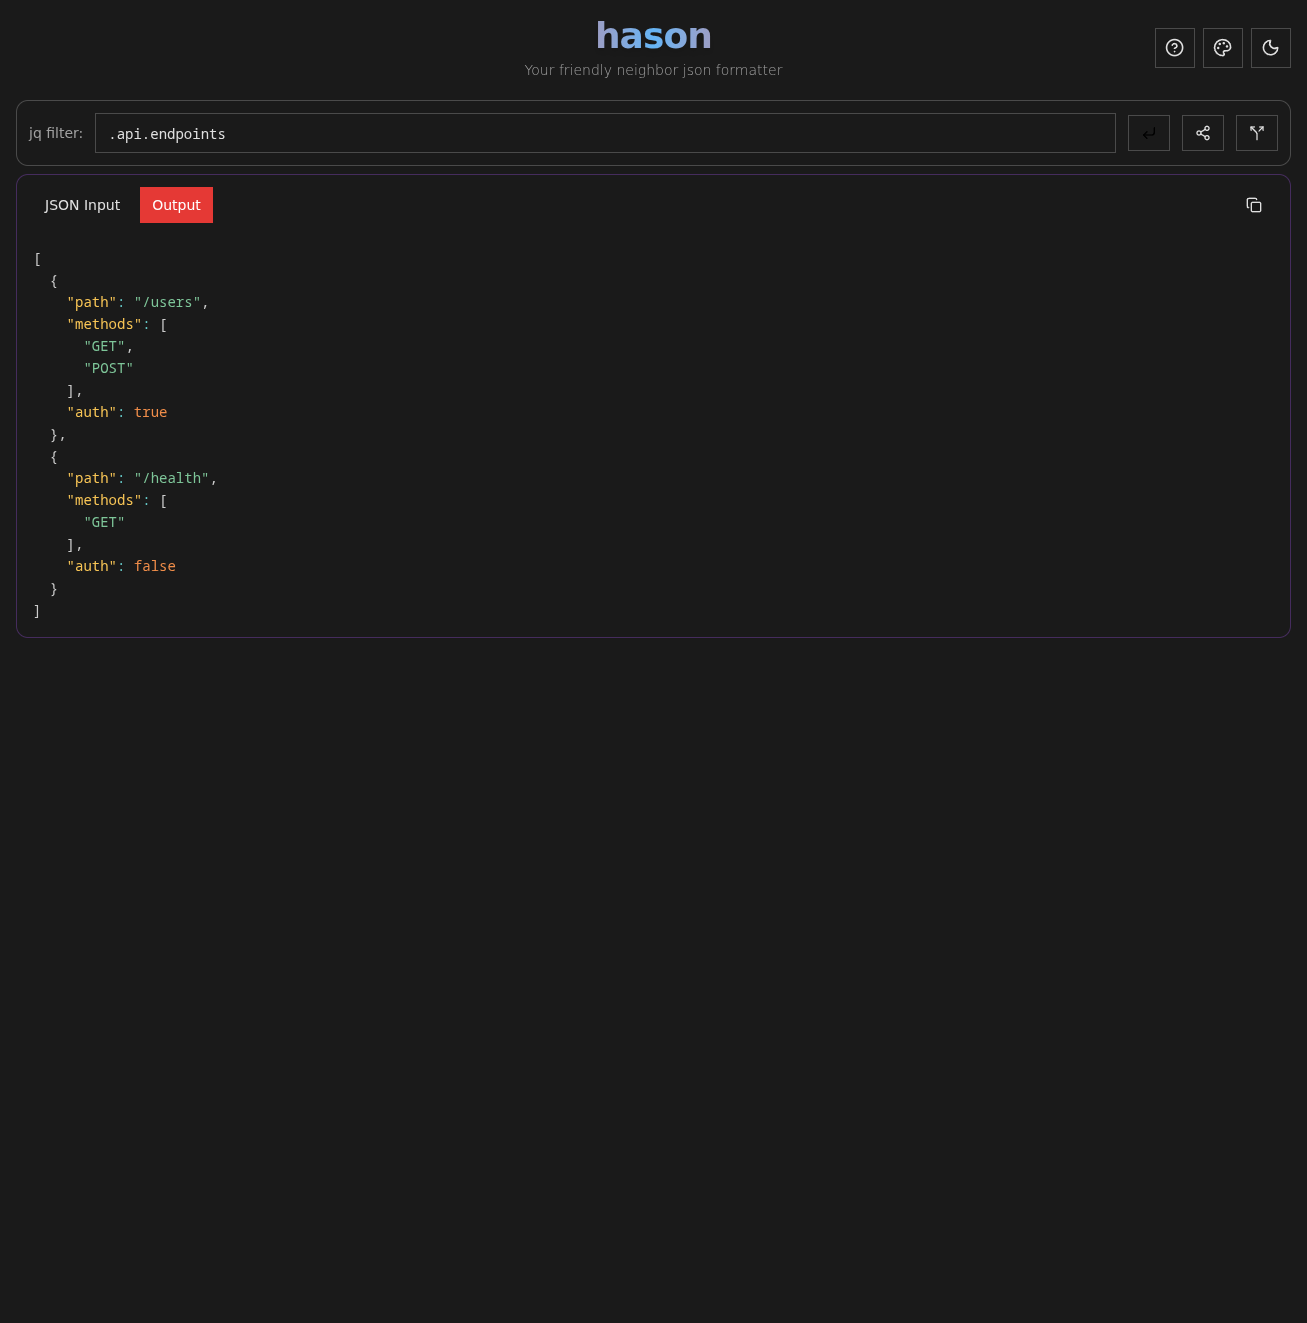 hason
Your friendly neighbor json formatter
jq filter: .api.endpoints
JSON Input Output
[
  {
    "path": "/users",
    "methods": [
      "GET",
      "POST"
    ],
    "auth": true
  },
  {
    "path": "/health",
    "methods": [
      "GET"
    ],
    "auth": false
  }
]